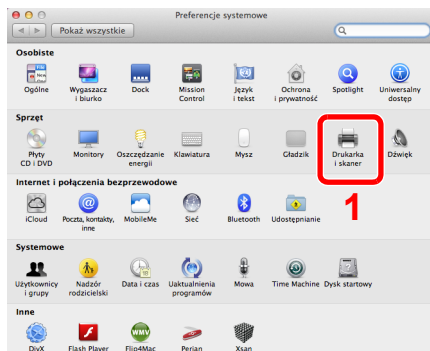 Preferencje systemowe
Pokaż wszystkie
Osobiste
Ogólne
Wygaszacz i biurko
Dock
Mission Control
Język i tekst
Ochrona i prywatność
Spotlight
Uniwersalny dostęp
Sprzęt
Płyty CD i DVD
Monitory
Oszczędzanie energii
Klawiatura
Mysz
Gładzik
Drukarka i skaner
Dźwięk
Internet i połączenia bezprzewodowe
iCloud
Poczta, kontakty, inne
MobileMe
Sieć
Bluetooth
Udostępnianie
1
Systemowe
Użytkownicy i grupy
Nadzór rodzicielski
Data i czas
Uaktualnienia programów
Mowa
Time Machine
Dysk startowy
Inne
DivX
Flash Player
WMV
Flip4Mac
Perian
Xsan